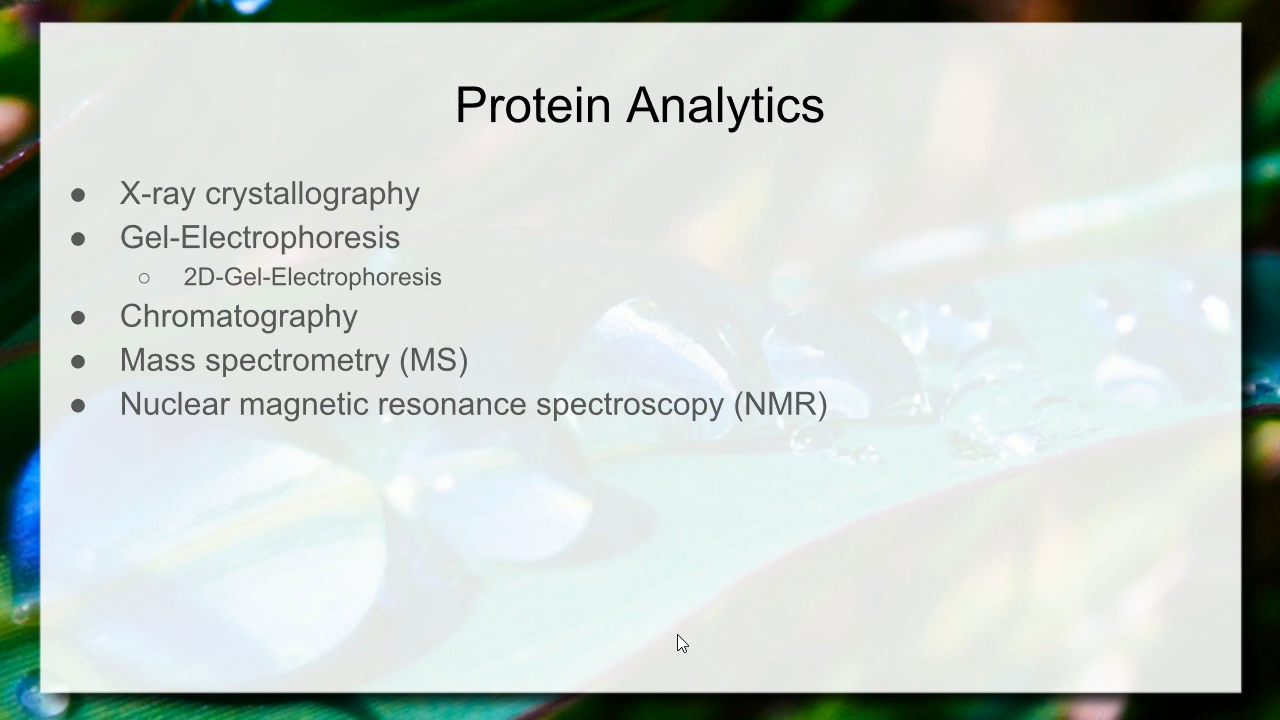 Protein Analytics
● X-ray crystallography
● Gel-Electrophoresis
○ 2D-Gel-Electrophoresis
● Chromatography
● Mass spectrometry (MS)
● Nuclear magnetic resonance spectroscopy (NMR)